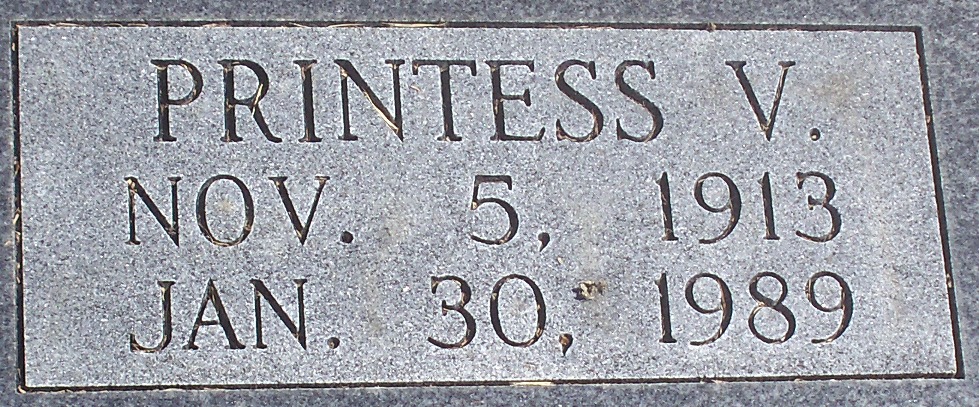 PRINTESS V.
NOV. 5, 1913
JAN. 30, 1989